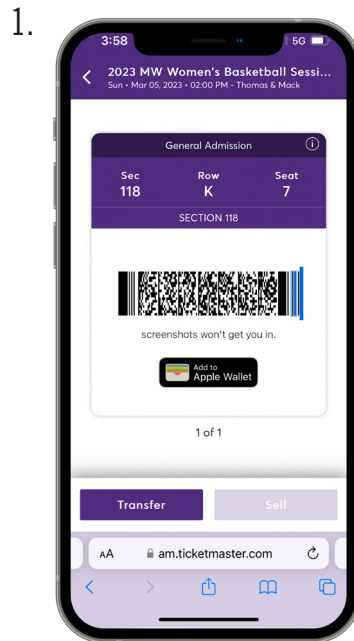 1.
3:58 5G
2023 MW Women's Basketball Sessi...
Sun • Mar 05, 2023 • 02:00 PM - Thomas & Mack
General Admission
Sec Row Seat
118 K 7
SECTION 118
screenshots won't get you in.
Add to
Apple Wallet
1 of 1
Transfer Sell
AA am.ticketmaster.com